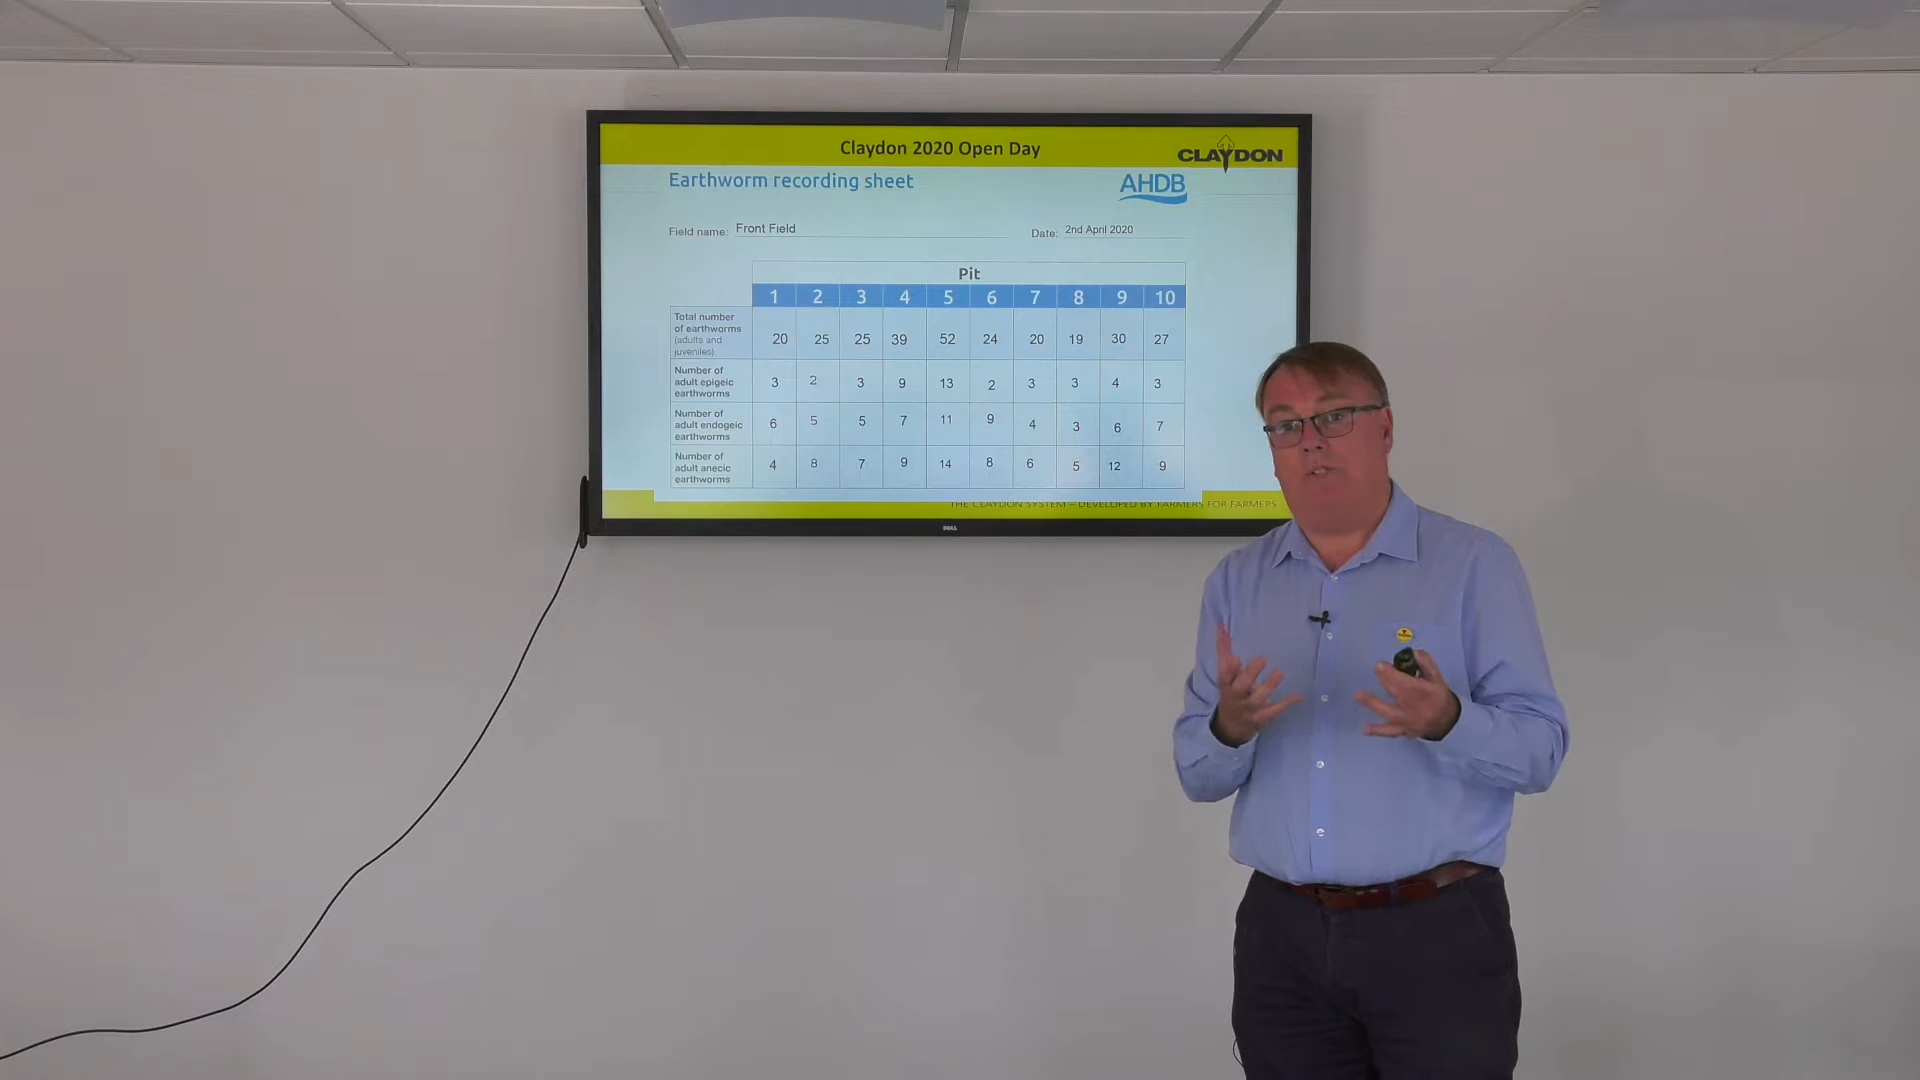 Claydon 2020 Open Day
CLAYDON
Earthworm recording sheet
AHDB
Field name: Front Field
Date: 2nd April 2020
Pit
1 2 3 4 5 6 7 8 9 10
Total number
of earthworms
(adults and
juveniles)
20 25 25 39 52 24 20 19 30 27
Number of
adult epigeic
earthworms
3 2 3 9 13 2 3 3 4 3
Number of
adult endogeic
earthworms
6 5 5 7 11 9 4 3 6 7
Number of
adult anecic
earthworms
4 8 7 9 14 8 6 5 12 9
THE CLAYDON SYSTEM – DEVELOPED BY FARMERS FOR FARMERS
DELL